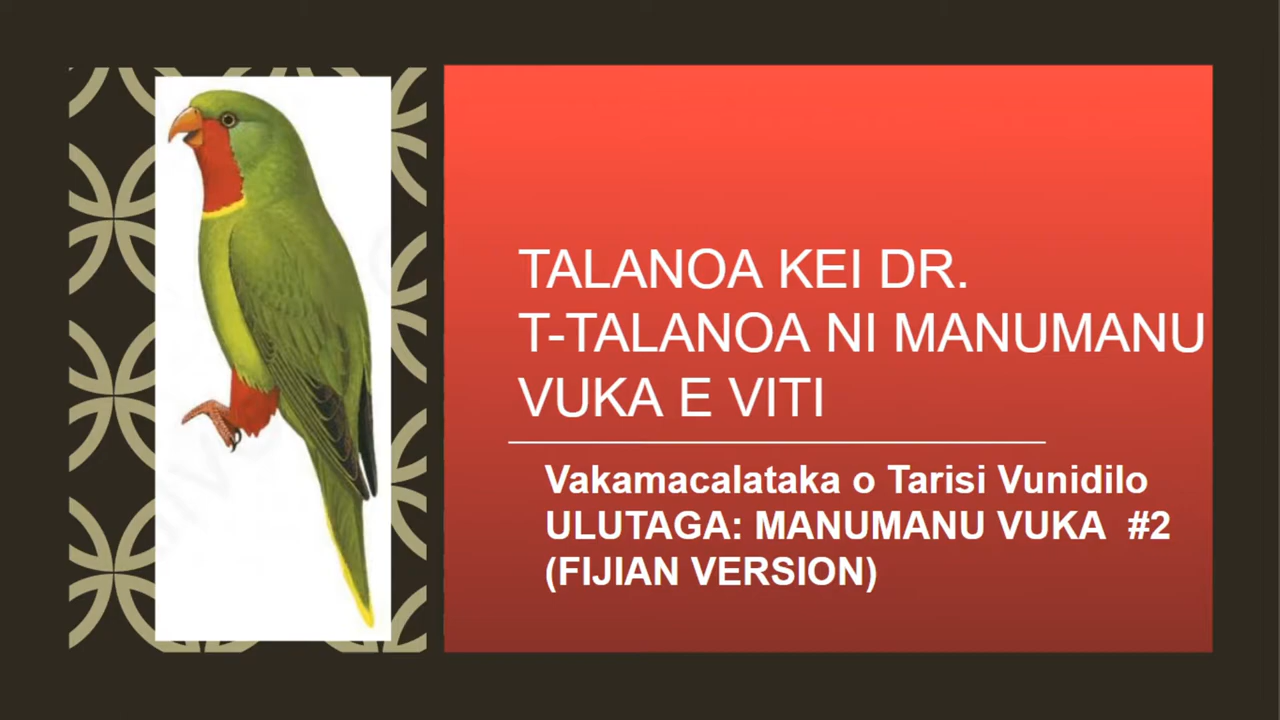 TALANOA KEI DR.
T-TALANOA NI MANUMANU
VUKA E VITI
Vakamacalataka o Tarisi Vunidilo
ULUTAGA: MANUMANU VUKA #2
(FIJIAN VERSION)